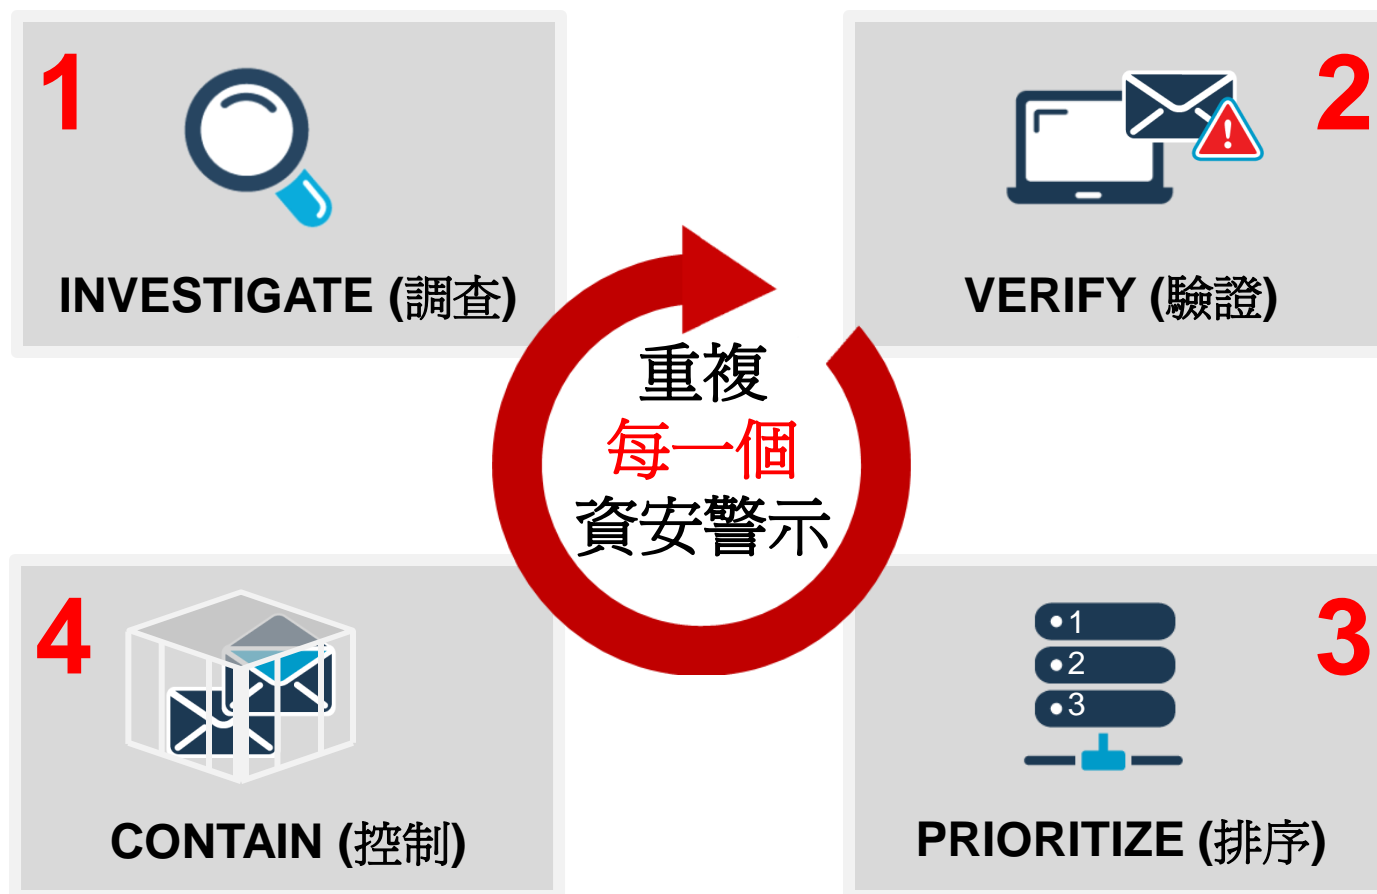 1
INVESTIGATE (調查)
2
VERIFY (驗證)
重複
每一個
資安警示
4
CONTAIN (控制)
1
2
3
3
PRIORITIZE (排序)